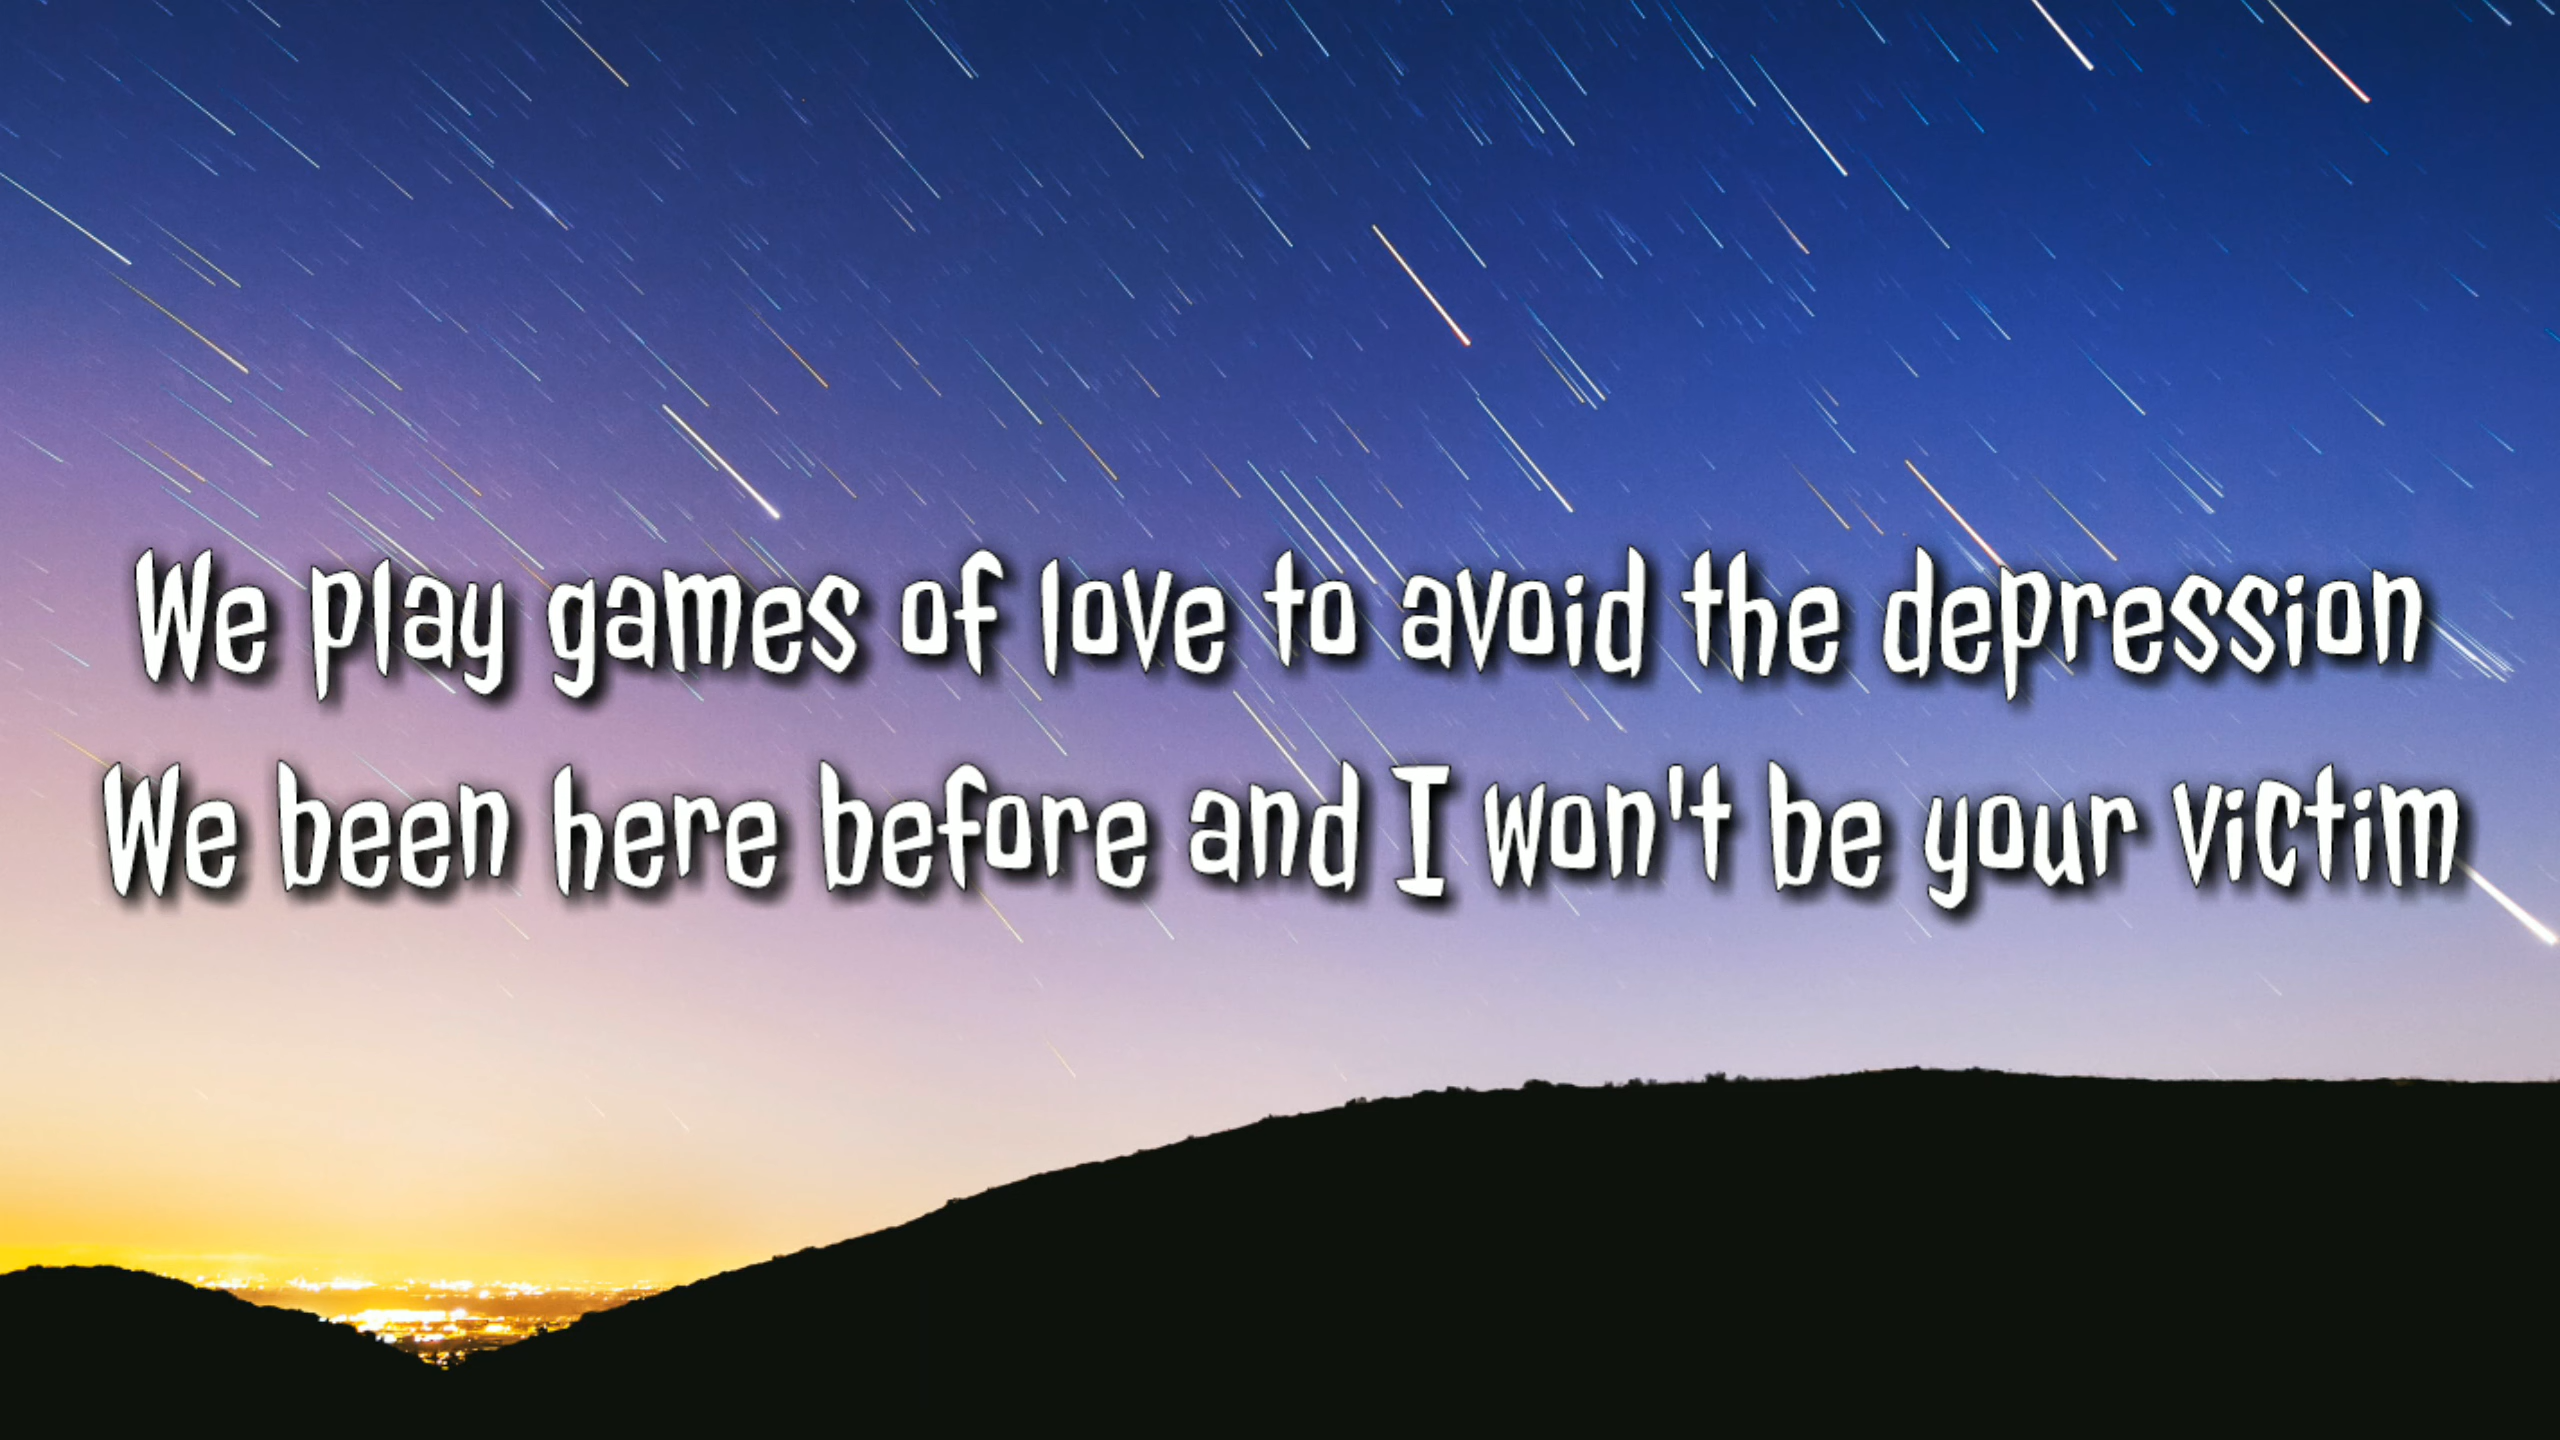 We play games of love to avoid the depression
We been here before and I won't be your victim